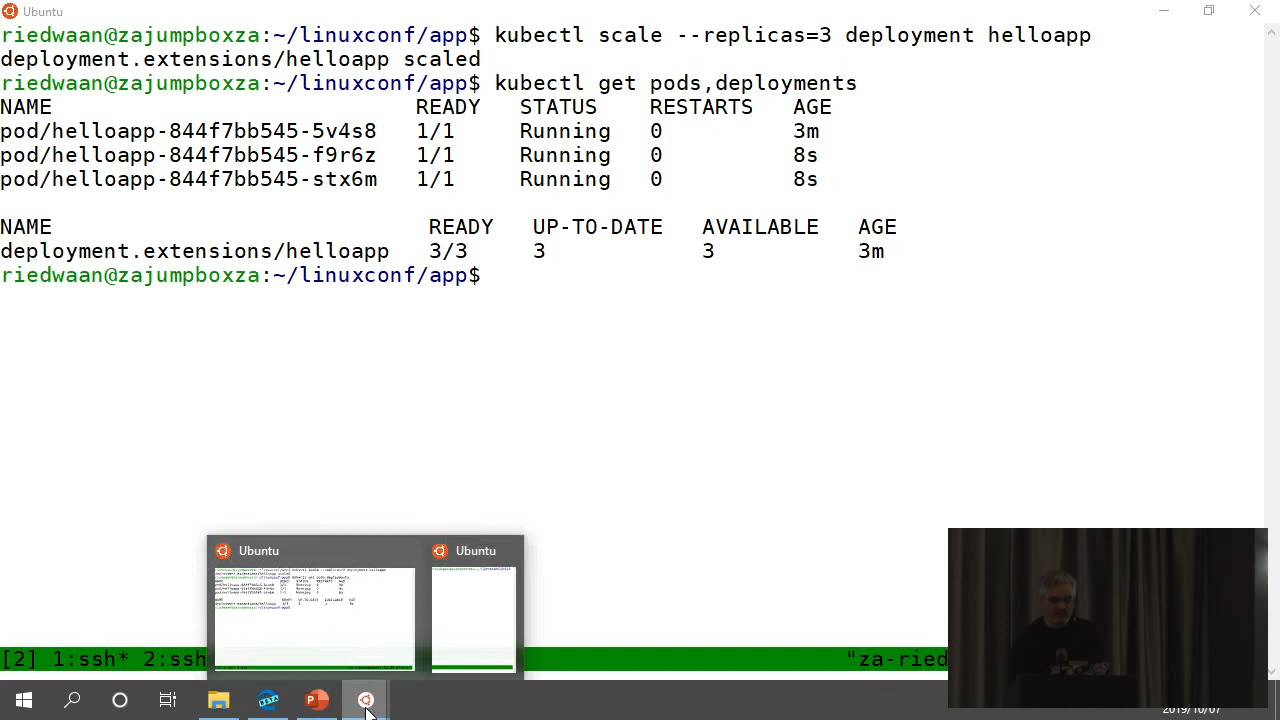 Ubuntu
riedwaan@zajumpboxza:~/linuxconf/app$ kubectl scale --replicas=3 deployment helloapp
deployment.extensions/helloapp scaled
riedwaan@zajumpboxza:~/linuxconf/app$ kubectl get pods,deployments
NAME READY STATUS RESTARTS AGE
pod/helloapp-844f7bb545-5v4s8 1/1 Running 0 3m
pod/helloapp-844f7bb545-f9r6z 1/1 Running 0 8s
pod/helloapp-844f7bb545-stx6m 1/1 Running 0 8s
NAME READY UP-TO-DATE AVAILABLE AGE
deployment.extensions/helloapp 3/3 3 3 3m
riedwaan@zajumpboxza:~/linuxconf/app$
Ubuntu Ubuntu
[2] 1:ssh* 2:ssh "za-ried
BETA
P
2019/10/07